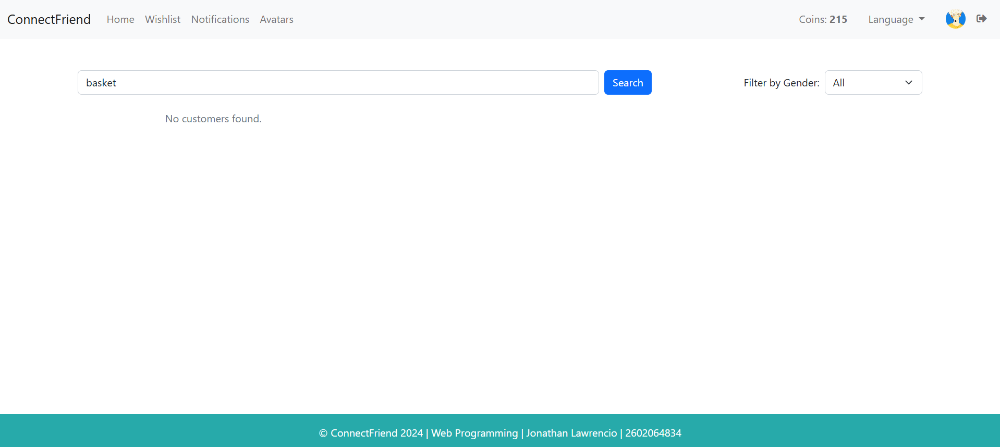 ConnectFriend Home Wishlist Notifications Avatars Coins: 215 Language
basket Search Filter by Gender: All
No customers found.
© ConnectFriend 2024 | Web Programming | Jonathan Lawrencio | 2602064834